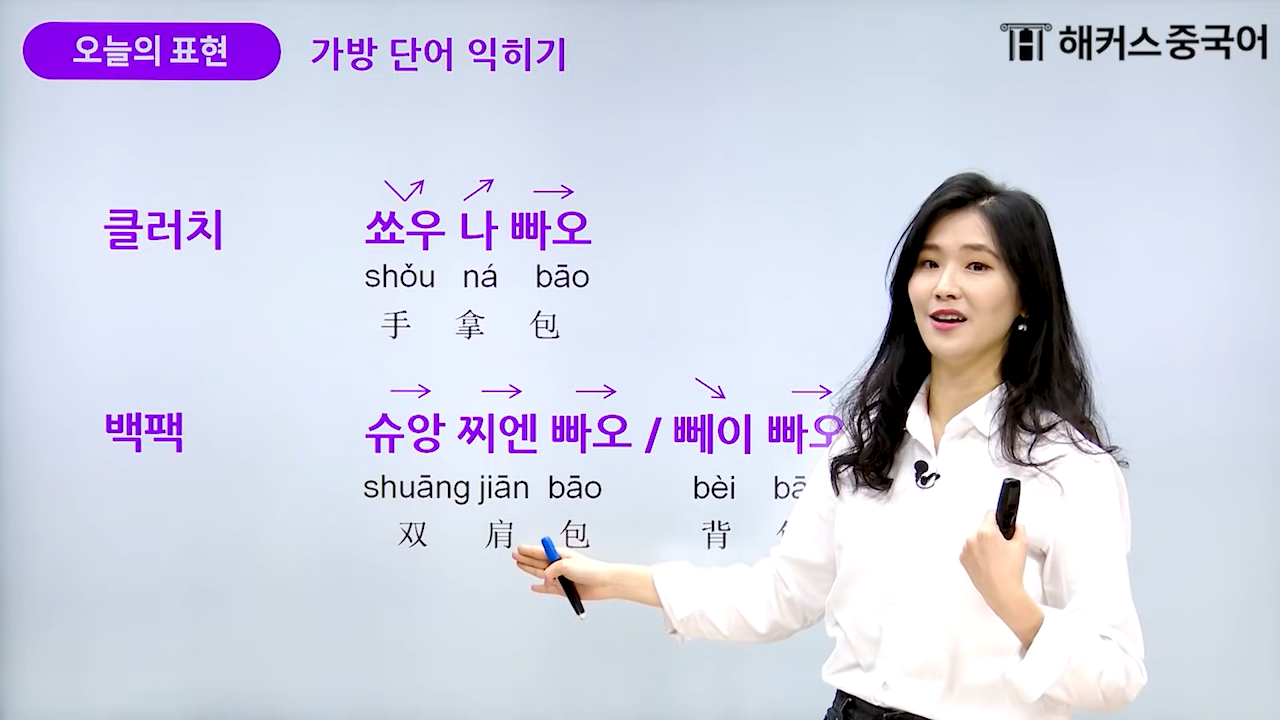 오늘의 표현 가방 단어 익히기
해커스중국어
클러치 쑈우 나 빠오
shǒu ná bāo
手 拿 包
백팩 슈앙 찌엔 빠오 / 뻬이 빠오
shuāng jiān bāo bèi
双 肩 包 背